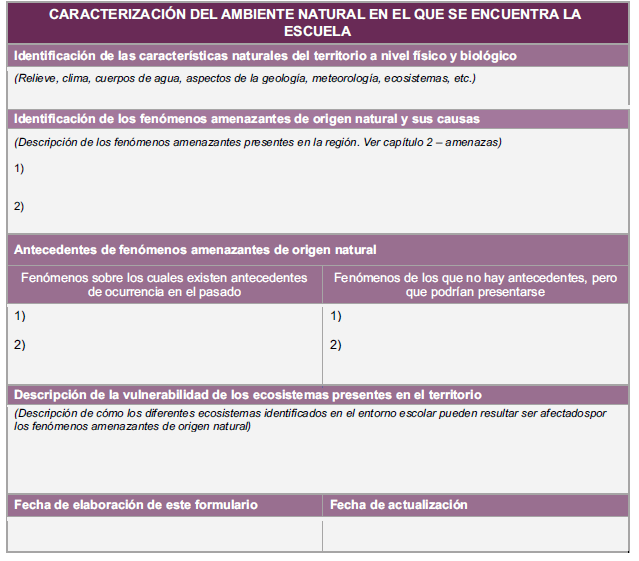 CARACTERIZACIÓN DEL AMBIENTE NATURAL EN EL QUE SE ENCUENTRA LA
ESCUELA
Identificación de las características naturales del territorio a nivel físico y biológico
(Relieve, clima, cuerpos de agua, aspectos de la geología, meteorología, ecosistemas, etc.)
Identificación de los fenómenos amenazantes de origen natural y sus causas
(Descripción de los fenómenos amenazantes presentes en la región. Ver capítulo 2 – amenazas)
1)
2)
Antecedentes de fenómenos amenazantes de origen natural
Fenómenos sobre los cuales existen antecedentes
de ocurrencia en el pasado
Fenómenos de los que no hay antecedentes, pero
que podrían presentarse
1)
2)
1)
2)
Descripción de la vulnerabilidad de los ecosistemas presentes en el territorio
(Descripción de cómo los diferentes ecosistemas identificados en el entorno escolar pueden resultar ser afectadospor
los fenómenos amenazantes de origen natural)
Fecha de elaboración de este formulario
Fecha de actualización